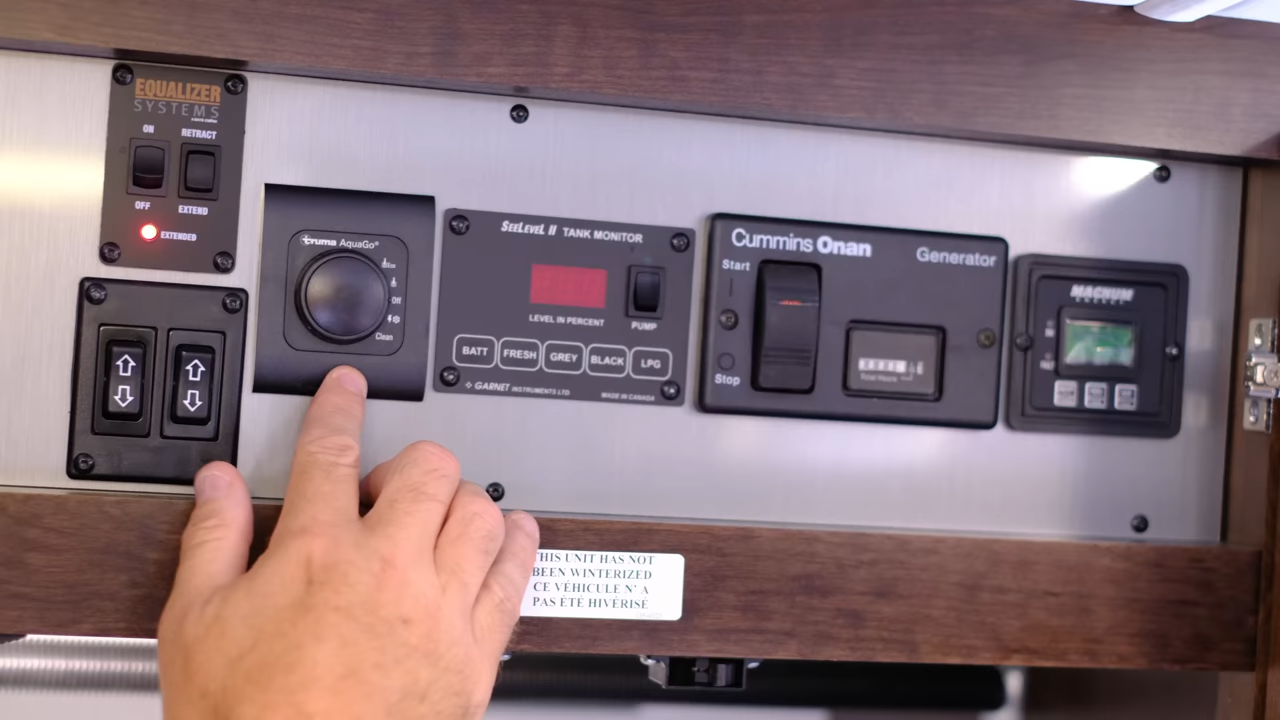 EQUALIZER
SYSTEMS
ON
RETRACT
OFF
EXTEND
EXTENDED
truma AquaGo®
Off
Clean
SEELEVEL II TANK MONITOR
LEVEL IN PERCENT
PUMP
BATT
FRESH
GREY
BLACK
LPG
GARNET INSTRUMENTS LTD.
MADE IN CANADA
Cummins Onan
Generator
Start
Stop
Total Hours
MAGNUM
ENERGY
THIS UNIT HAS NOT
BEEN WINTERIZED
CE VÉHICULE N' A
PAS ÉTÉ HIVÉRISÉ